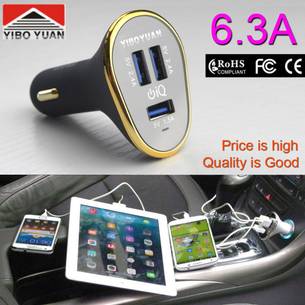 YIBO YUAN
6.3A
RoHS
COMPLIANT
FC CE
YIBOYUAN
iQ
Price is high
Quality is Good